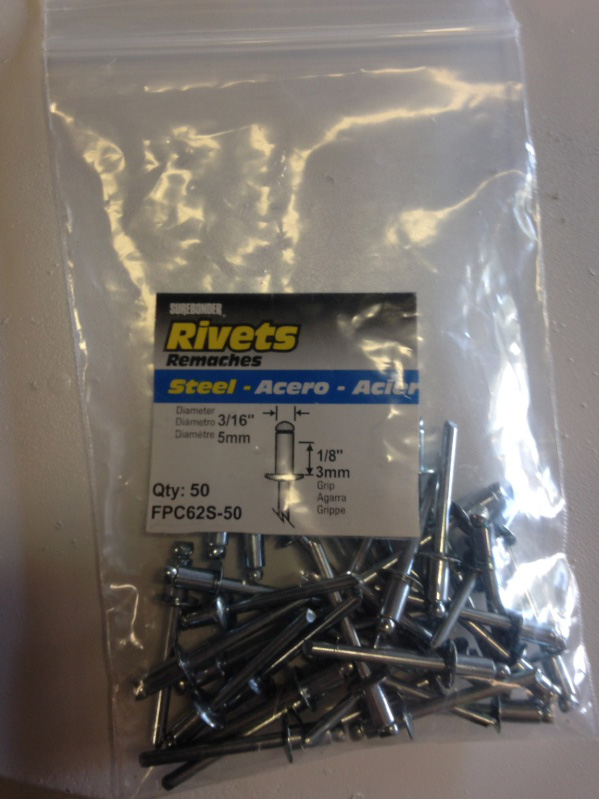 SUREBONDER™
Rivets
Remaches
Steel - Acero - Acier
Diameter
Diámetro
Diamètre
3/16"
5mm
1/8"
3mm
Grip
Agarra
Grippe
Qty: 50
FPC62S-50